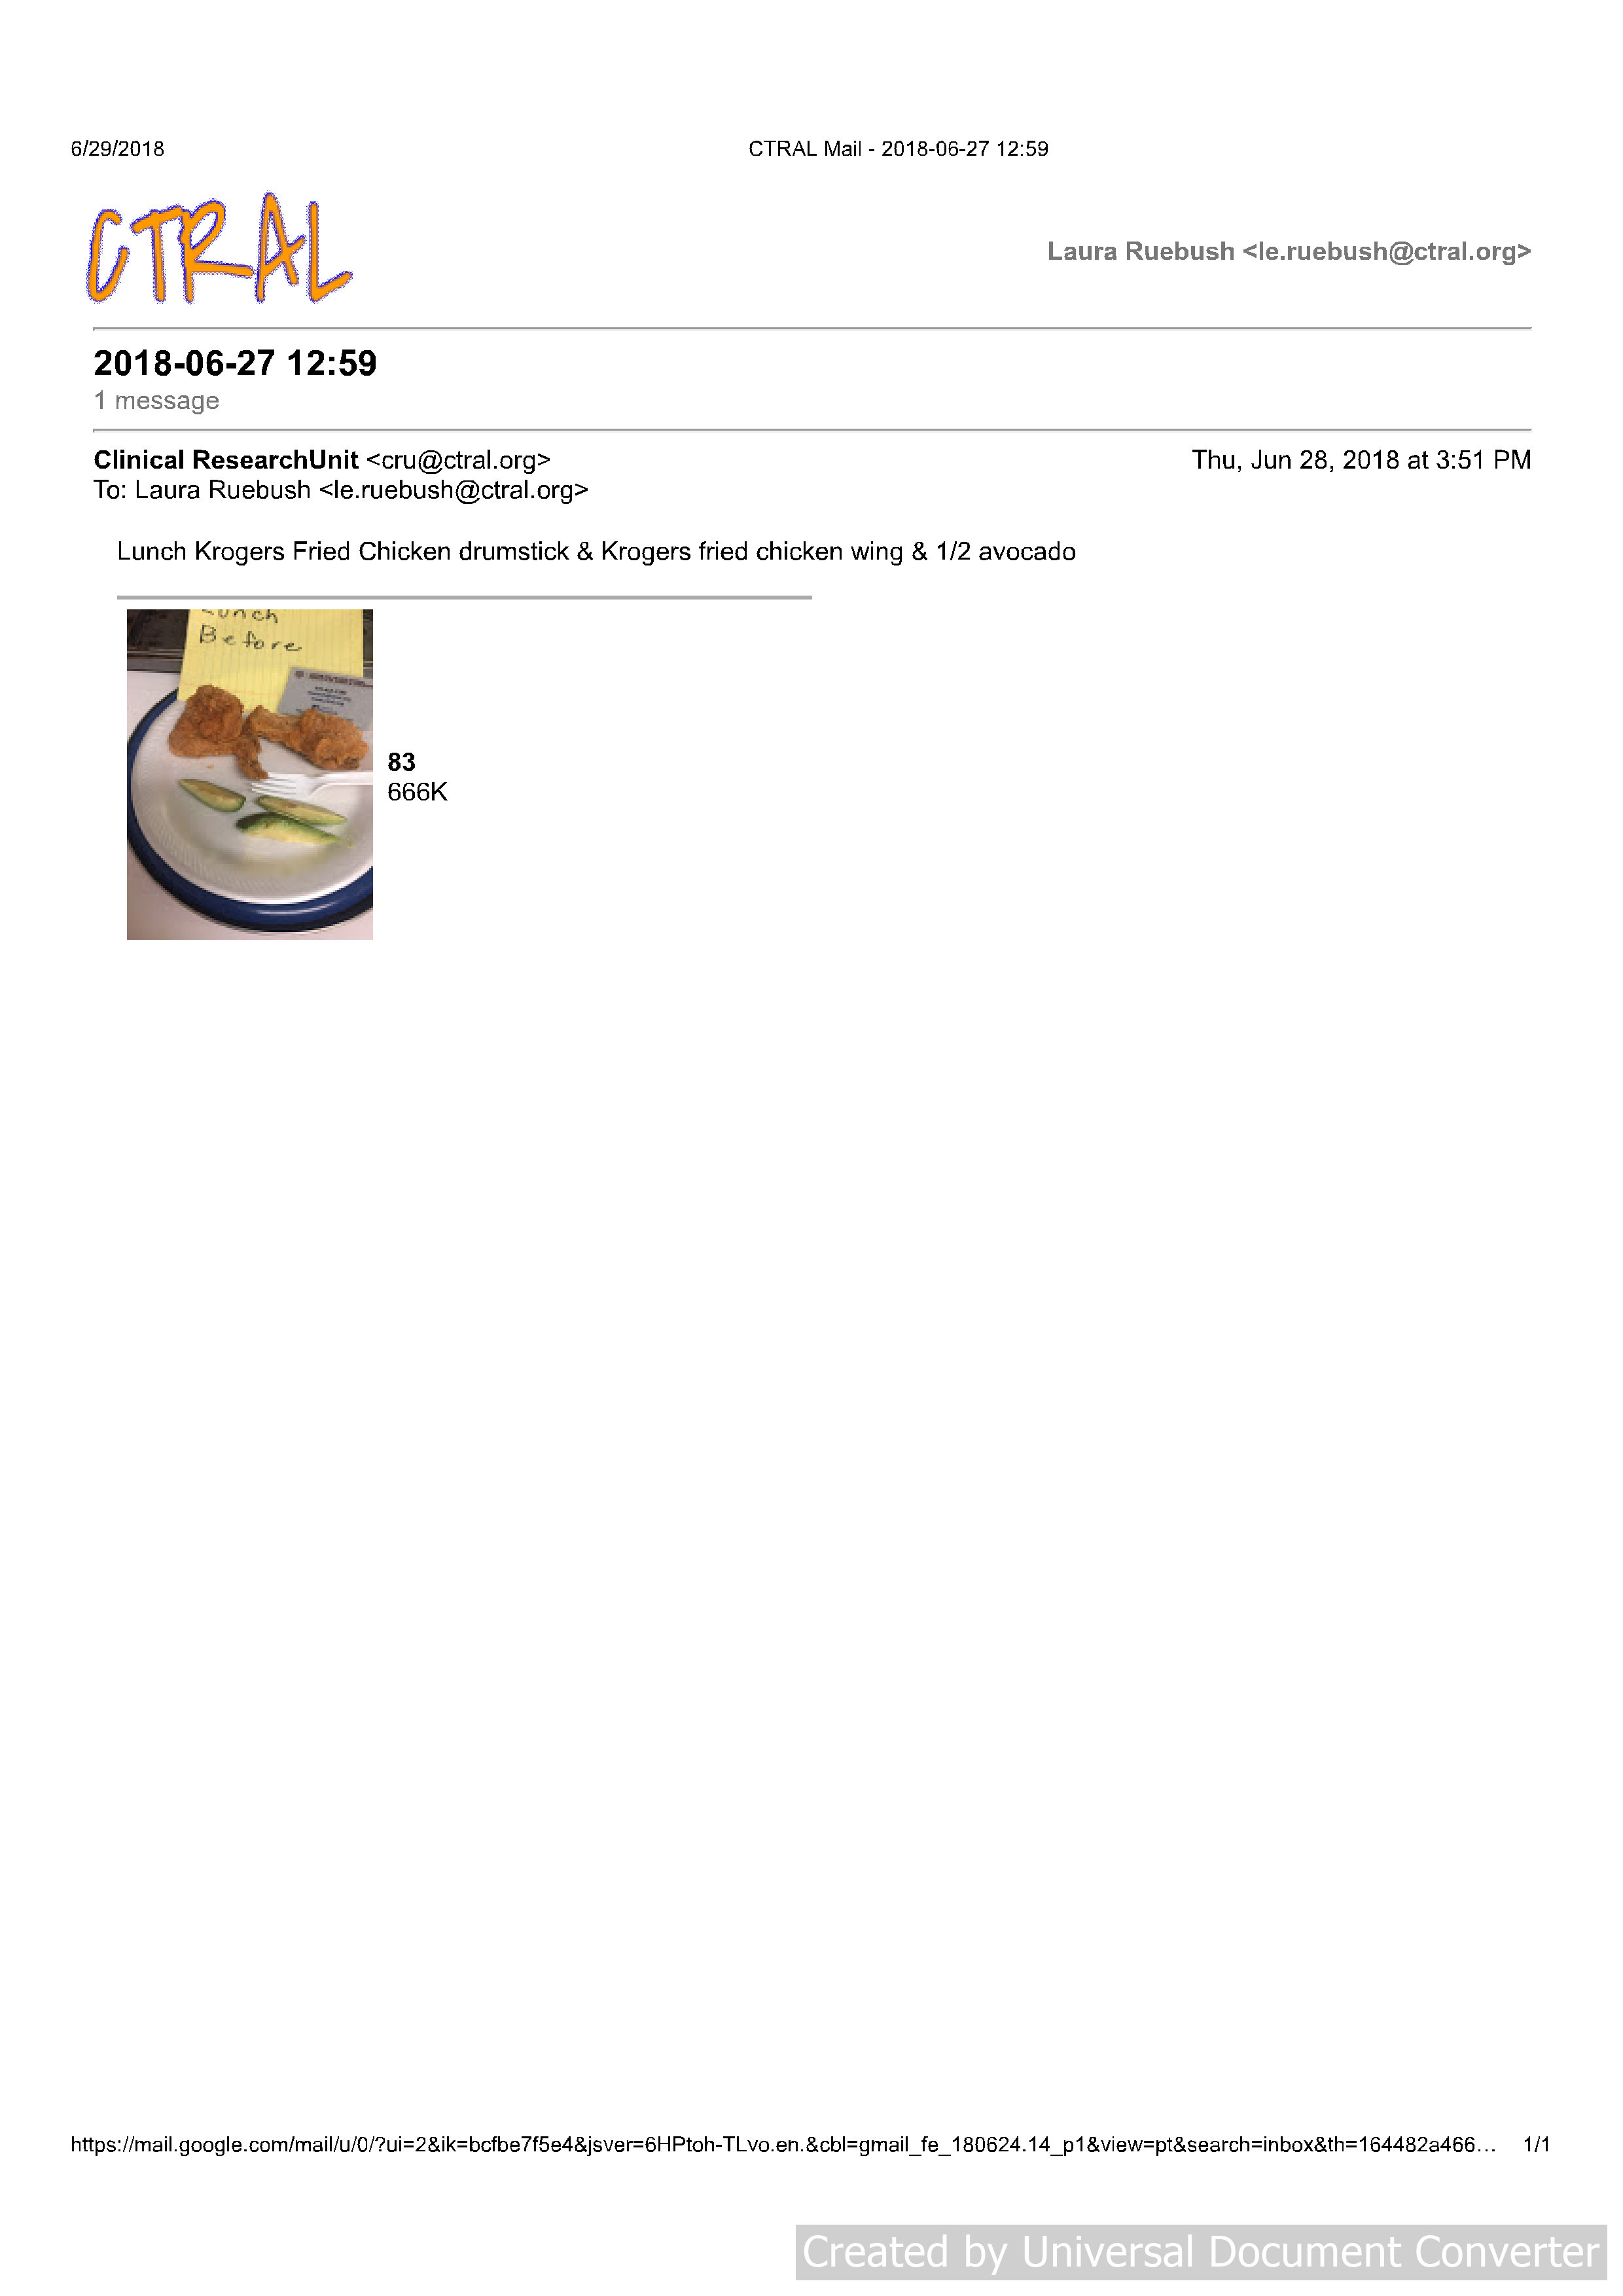 6/29/2018 CTRAL Mail - 2018-06-27 12:59
CTRAL
Laura Ruebush <le.ruebush@ctral.org>
2018-06-27 12:59
1 message
Clinical ResearchUnit <cru@ctral.org> Thu, Jun 28, 2018 at 3:51 PM
To: Laura Ruebush <le.ruebush@ctral.org>
Lunch Krogers Fried Chicken drumstick & Krogers fried chicken wing & 1/2 avocado
Lunch
Before
83
666K
https://mail.google.com/mail/u/0/?ui=2&ik=bcfbe7f5e4&jsver=6HPtoh-TLvo.en.&cbl=gmail_fe_180624.14_p1&view=pt&search=inbox&th=164482a466... 1/1
Created by Universal Document Converter